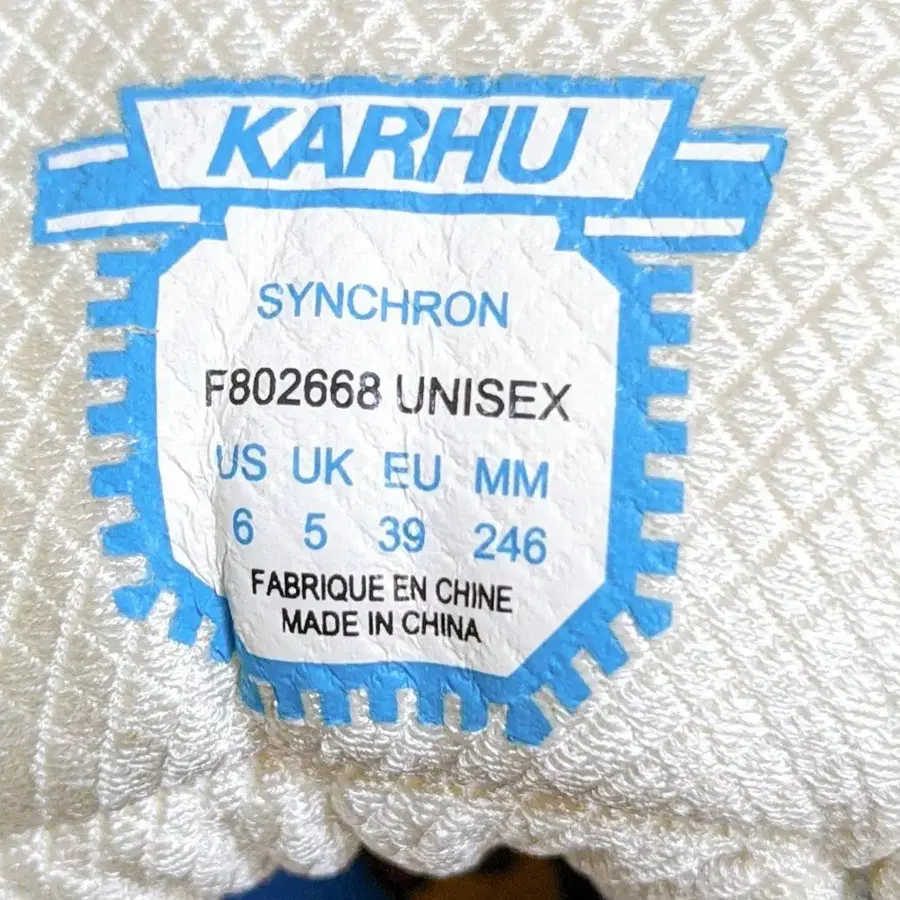 KARHU
SYNCHRON
F802668 UNISEX
US UK EU MM
6 5 39 246
FABRIQUE EN CHINE
MADE IN CHINA